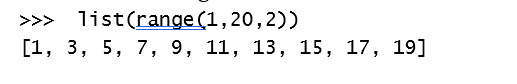 >>>  list(range(1,20,2))
[1, 3, 5, 7, 9, 11, 13, 15, 17, 19]